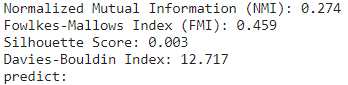 Normalized Mutual Information (NMI): 0.274
Fowlkes-Mallows Index (FMI): 0.459
Silhouette Score: 0.003
Davies-Bouldin Index: 12.717
predict: